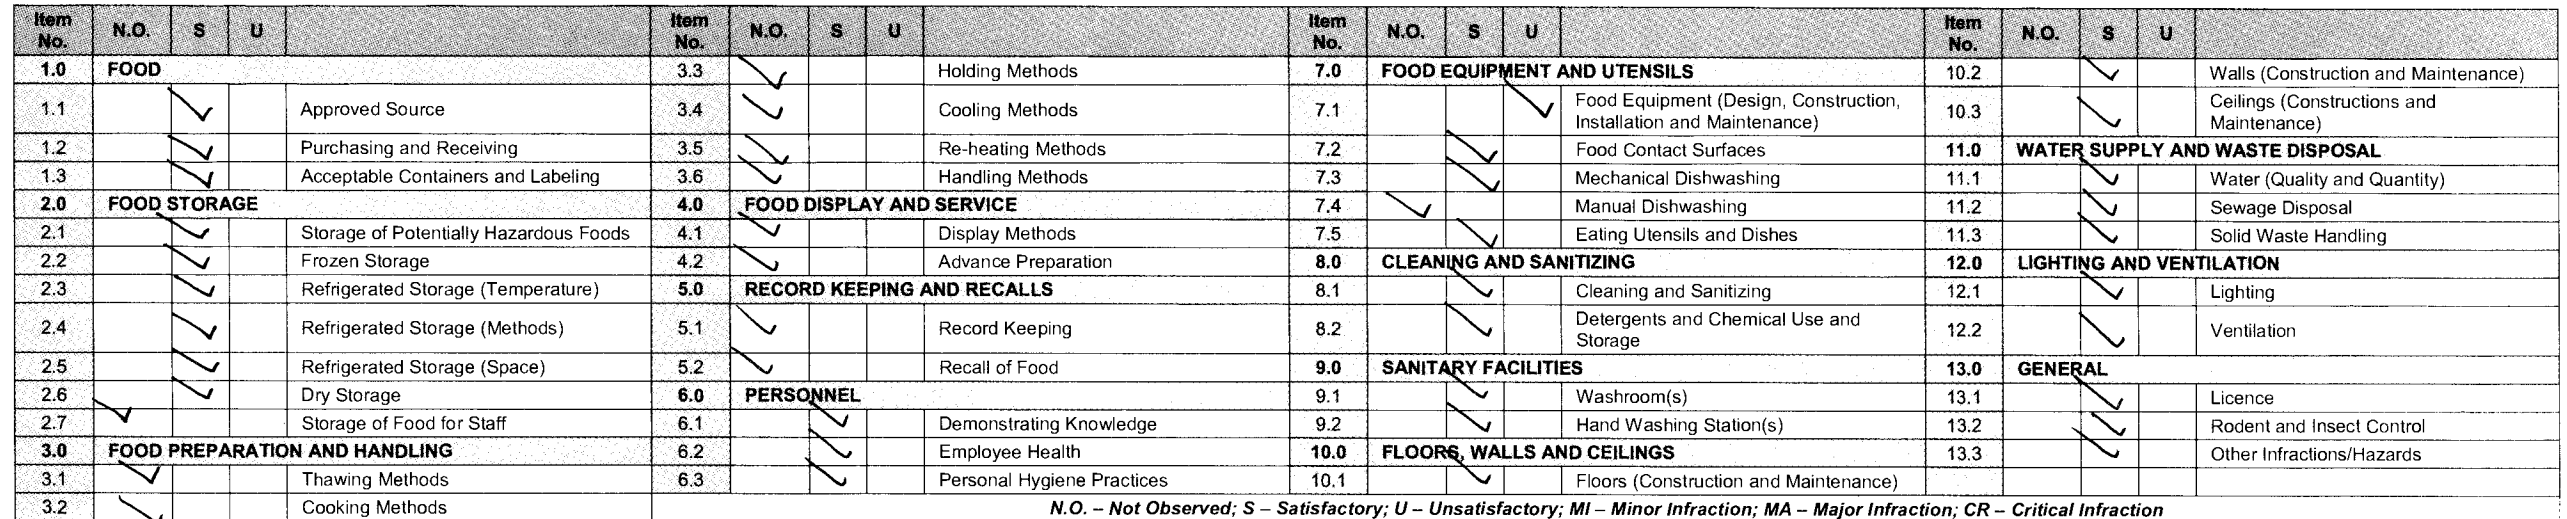 Item No. N.O. S U
1.0 FOOD
1.1 ✓ Approved Source
1.2 ✓ Purchasing and Receiving
1.3 ✓ Acceptable Containers and Labeling
2.0 FOOD STORAGE
2.1 ✓ Storage of Potentially Hazardous Foods
2.2 ✓ Frozen Storage
2.3 ✓ Refrigerated Storage (Temperature)
2.4 ✓ Refrigerated Storage (Methods)
2.5 ✓ Refrigerated Storage (Space)
2.6 ✓ Dry Storage
2.7 ✓ Storage of Food for Staff
3.0 FOOD PREPARATION AND HANDLING
3.1 ✓ Thawing Methods
3.2 ✓ Cooking Methods
Item No. N.O. S U
3.3 ✓ Holding Methods
3.4 ✓ Cooling Methods
3.5 ✓ Re-heating Methods
3.6 ✓ Handling Methods
4.0 FOOD DISPLAY AND SERVICE
4.1 ✓ Display Methods
4.2 ✓ Advance Preparation
5.0 RECORD KEEPING AND RECALLS
5.1 ✓ Record Keeping
5.2 ✓ Recall of Food
6.0 PERSONNEL
6.1 ✓ Demonstrating Knowledge
6.2 ✓ Employee Health
6.3 ✓ Personal Hygiene Practices
Item No. N.O. S U
7.0 FOOD EQUIPMENT AND UTENSILS
7.1 ✓ Food Equipment (Design, Construction,
Installation and Maintenance)
7.2 ✓ Food Contact Surfaces
7.3 ✓ Mechanical Dishwashing
7.4 ✓ Manual Dishwashing
7.5 ✓ Eating Utensils and Dishes
8.0 CLEANING AND SANITIZING
8.1 ✓ Cleaning and Sanitizing
8.2 ✓ Detergents and Chemical Use and
Storage
9.0 SANITARY FACILITIES
9.1 ✓ Washroom(s)
9.2 ✓ Hand Washing Station(s)
10.0 FLOORS, WALLS AND CEILINGS
10.1 ✓ Floors (Construction and Maintenance)
Item No. N.O. S U
10.2 ✓ Walls (Construction and Maintenance)
10.3 ✓ Ceilings (Constructions and
Maintenance)
11.0 WATER SUPPLY AND WASTE DISPOSAL
11.1 ✓ Water (Quality and Quantity)
11.2 ✓ Sewage Disposal
11.3 ✓ Solid Waste Handling
12.0 LIGHTING AND VENTILATION
12.1 ✓ Lighting
12.2 ✓ Ventilation
13.0 GENERAL
13.1 ✓ Licence
13.2 ✓ Rodent and Insect Control
13.3 ✓ Other Infractions/Hazards
N.O. – Not Observed; S – Satisfactory; U – Unsatisfactory; MI – Minor Infraction; MA – Major Infraction; CR – Critical Infraction